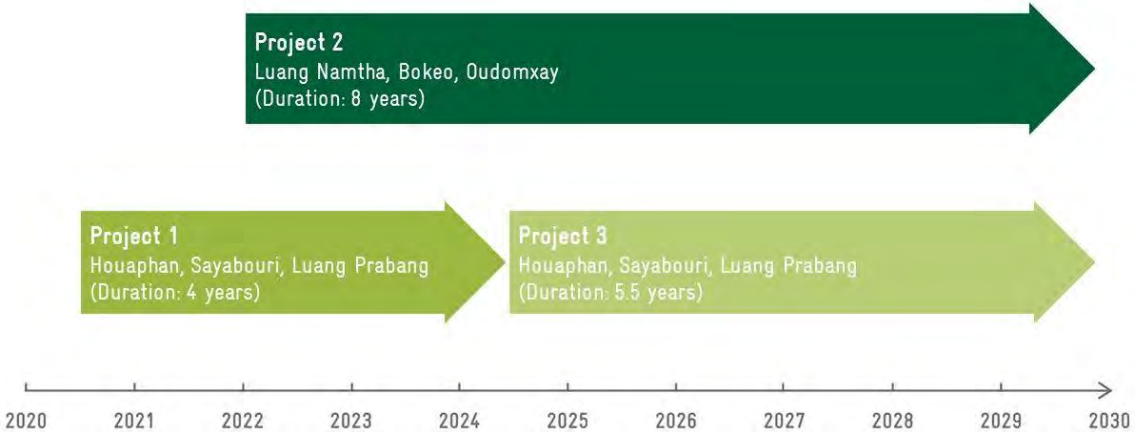 Project 2
Luang Namtha, Bokeo, Oudomxay
(Duration: 8 years)
Project 1
Houaphan, Sayabouri, Luang Prabang
(Duration: 4 years)
Project 3
Houaphan, Sayabouri, Luang Prabang
(Duration: 5.5 years)
2020 2021 2022 2023 2024 2025 2026 2027 2028 2029 2030